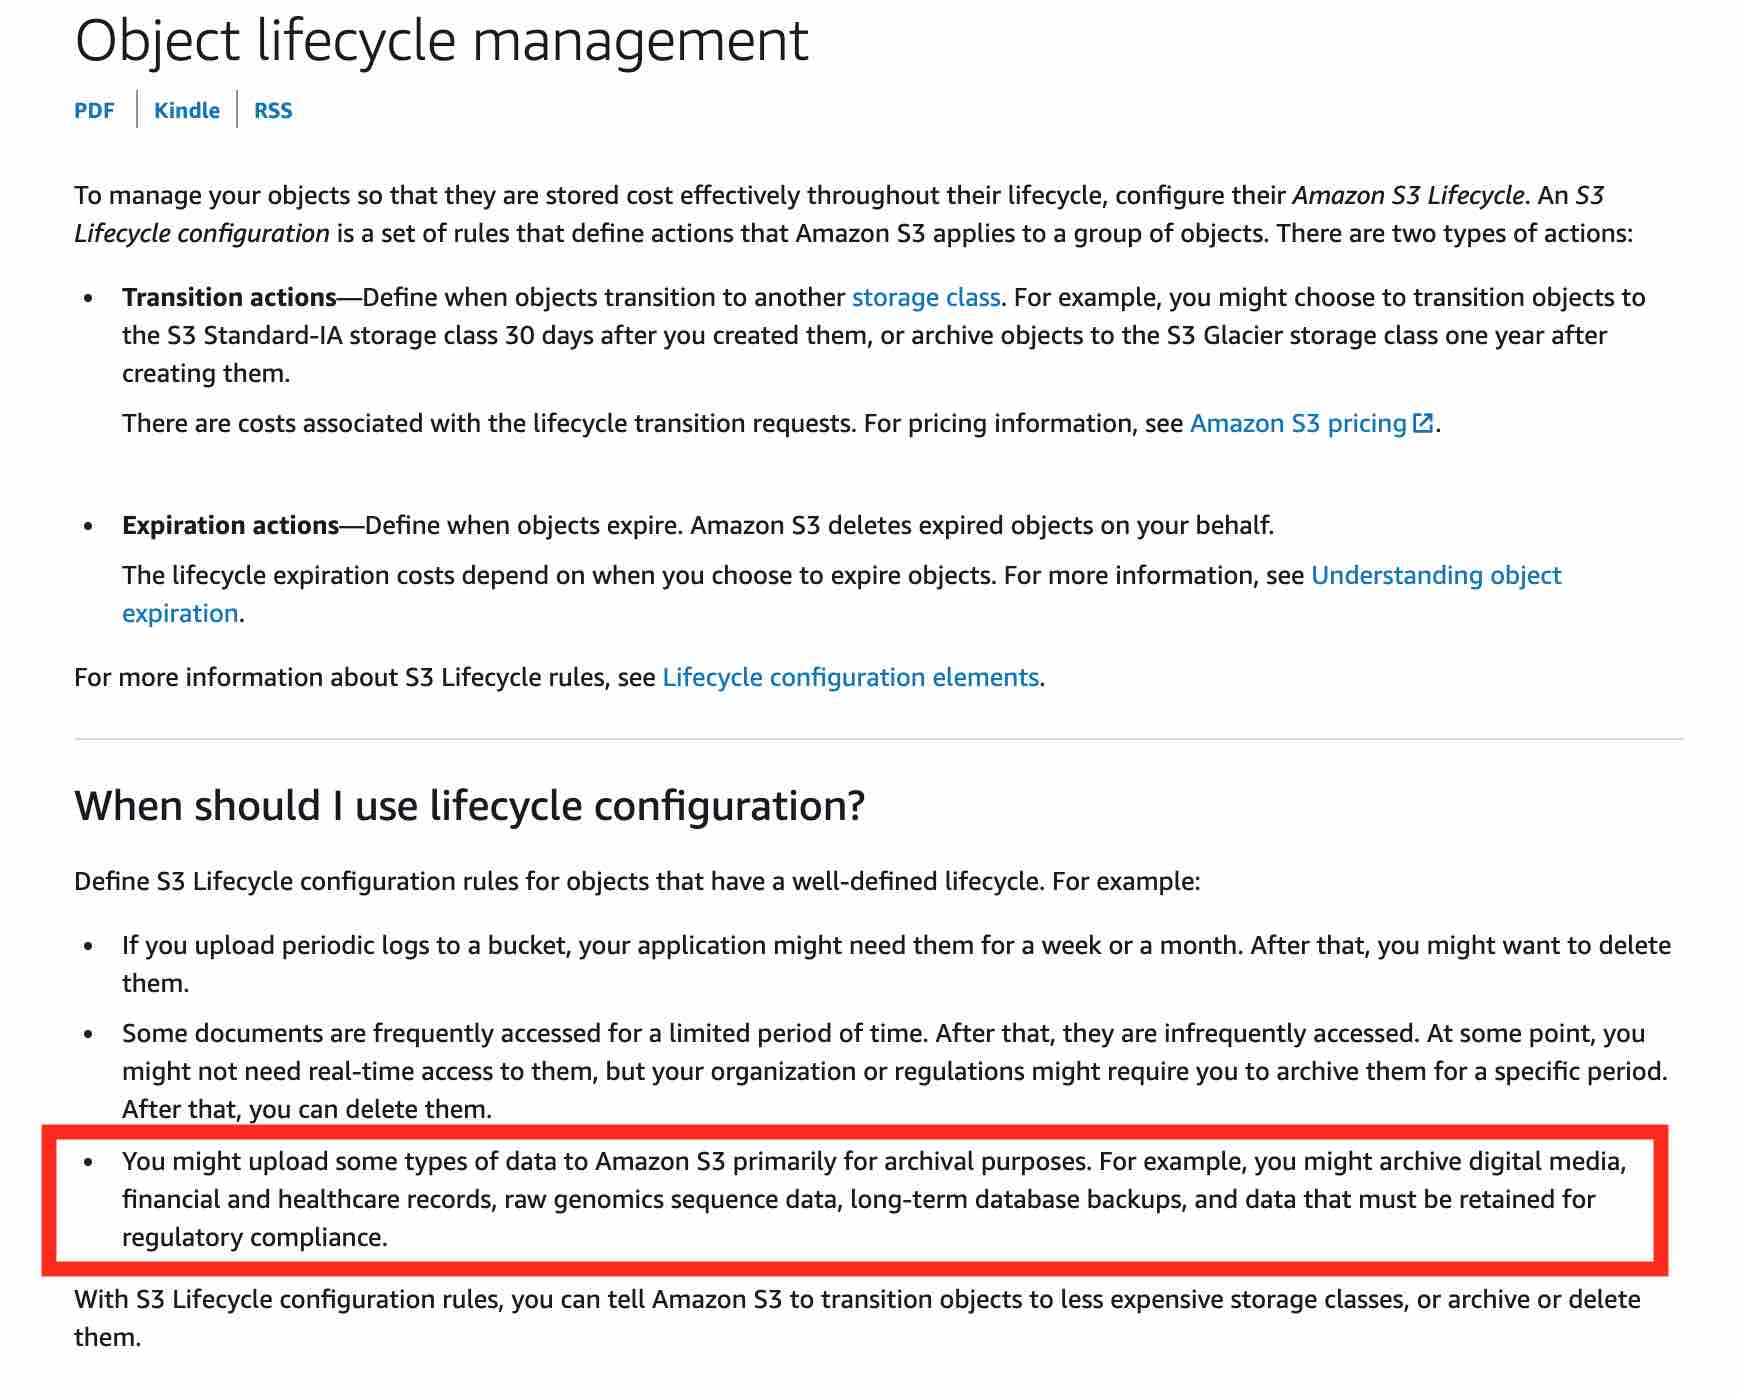 Object lifecycle management
PDF | Kindle | RSS
To manage your objects so that they are stored cost effectively throughout their lifecycle, configure their Amazon S3 Lifecycle. An S3
Lifecycle configuration is a set of rules that define actions that Amazon S3 applies to a group of objects. There are two types of actions:
• Transition actions—Define when objects transition to another storage class. For example, you might choose to transition objects to
the S3 Standard-IA storage class 30 days after you created them, or archive objects to the S3 Glacier storage class one year after
creating them.
There are costs associated with the lifecycle transition requests. For pricing information, see Amazon S3 pricing.
• Expiration actions—Define when objects expire. Amazon S3 deletes expired objects on your behalf.
The lifecycle expiration costs depend on when you choose to expire objects. For more information, see Understanding object
expiration.
For more information about S3 Lifecycle rules, see Lifecycle configuration elements.
When should I use lifecycle configuration?
Define S3 Lifecycle configuration rules for objects that have a well-defined lifecycle. For example:
• If you upload periodic logs to a bucket, your application might need them for a week or a month. After that, you might want to delete
them.
• Some documents are frequently accessed for a limited period of time. After that, they are infrequently accessed. At some point, you
might not need real-time access to them, but your organization or regulations might require you to archive them for a specific period.
After that, you can delete them.
• You might upload some types of data to Amazon S3 primarily for archival purposes. For example, you might archive digital media,
financial and healthcare records, raw genomics sequence data, long-term database backups, and data that must be retained for
regulatory compliance.
With S3 Lifecycle configuration rules, you can tell Amazon S3 to transition objects to less expensive storage classes, or archive or delete
them.